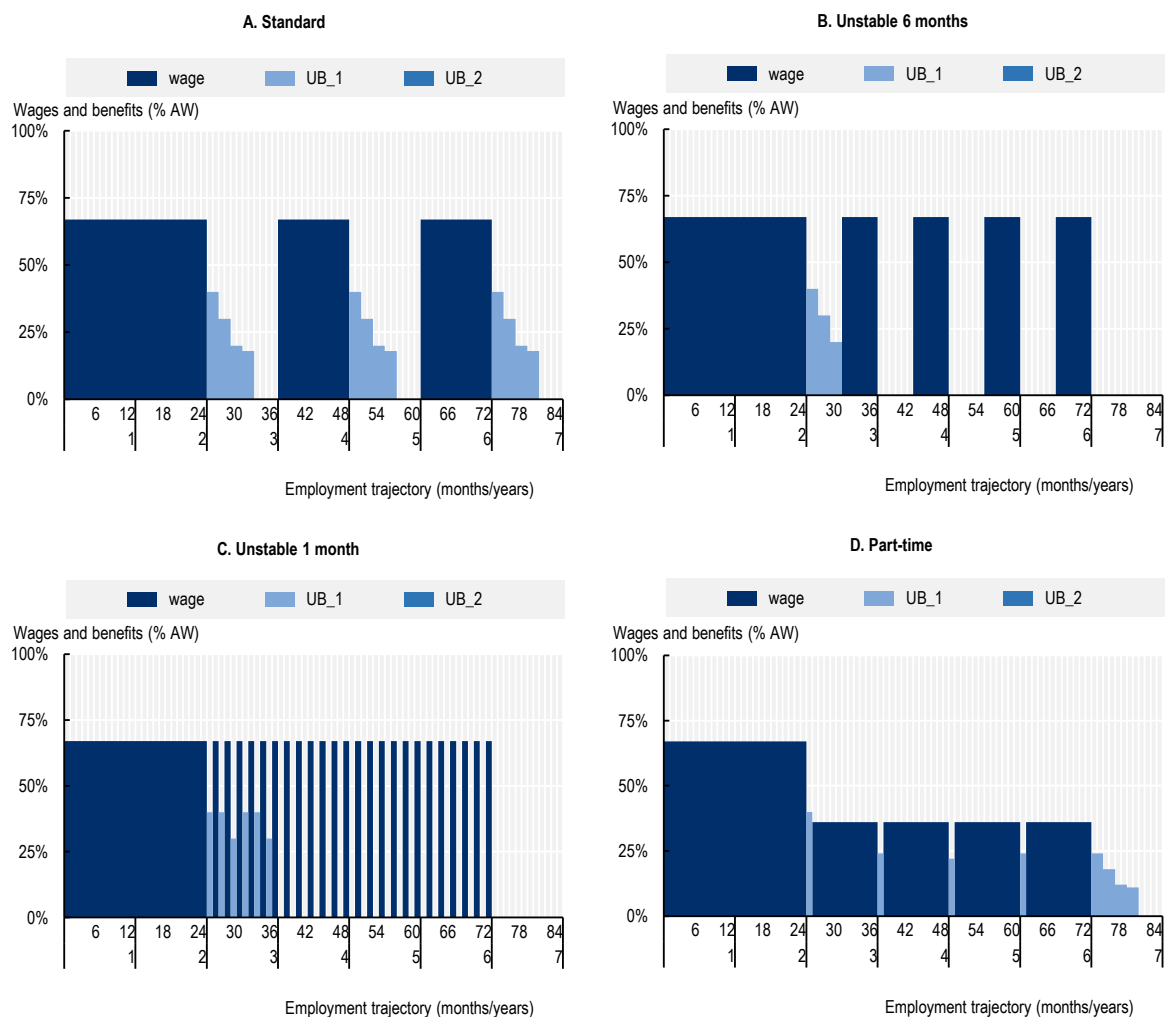 A. Standard
wage UB_1 UB_2
Wages and benefits (% AW)
100%
75%
50%
25%
0%
6 12 18 24 30 36 42 48 54 60 66 72 78 84
1 2 3 4 5 6 7
Employment trajectory (months/years)
B. Unstable 6 months
wage UB_1 UB_2
Wages and benefits (% AW)
100%
75%
50%
25%
0%
6 12 18 24 30 36 42 48 54 60 66 72 78 84
1 2 3 4 5 6 7
Employment trajectory (months/years)
C. Unstable 1 month
wage UB_1 UB_2
Wages and benefits (% AW)
100%
75%
50%
25%
0%
6 12 18 24 30 36 42 48 54 60 66 72 78 84
1 2 3 4 5 6 7
Employment trajectory (months/years)
D. Part-time
wage UB_1 UB_2
Wages and benefits (% AW)
100%
75%
50%
25%
0%
6 12 18 24 30 36 42 48 54 60 66 72 78 84
1 2 3 4 5 6 7
Employment trajectory (months/years)